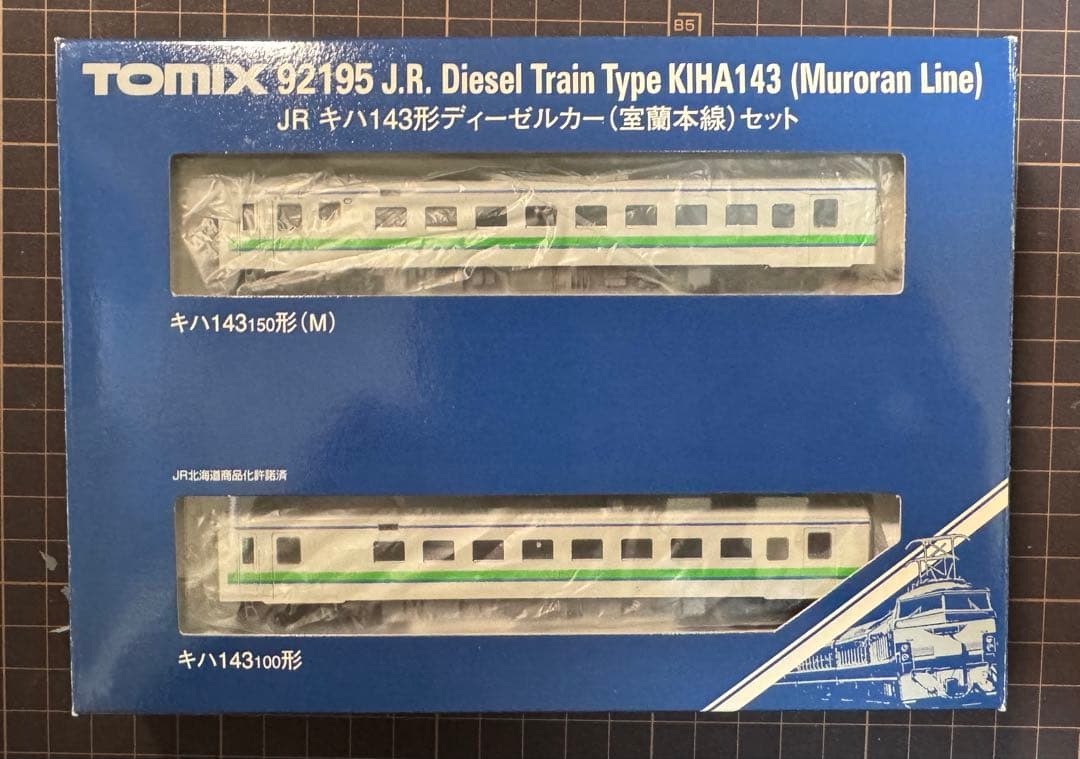 B5
TOMIX 92195 J.R. Diesel Train Type KIHA143 (Muroran Line)
JR キハ143形ディーゼルカー(室蘭本線)セット
キハ143150形(M)
JR北海道商品化許諾済
キハ143100形